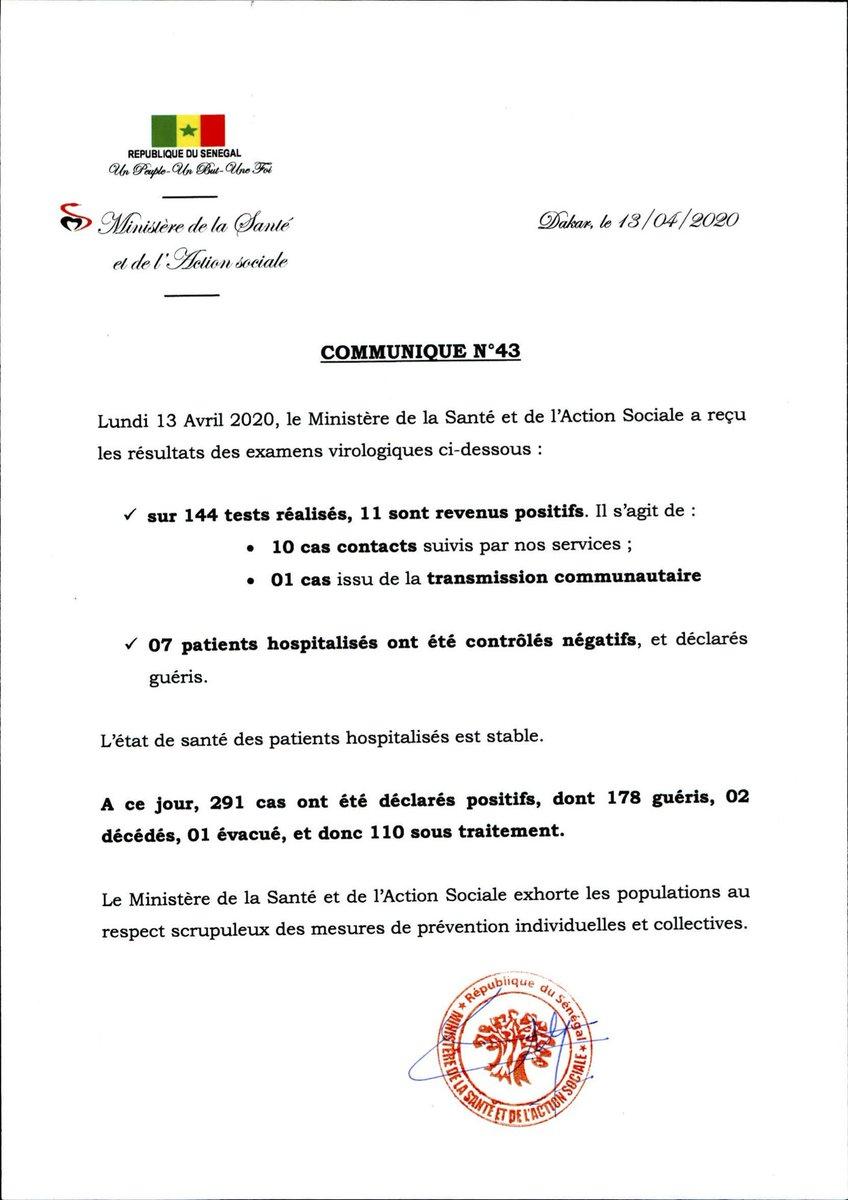 REPUBLIQUE DU SENEGAL
Un Peuple-Un But-Une Foi
Ministère de la Santé
et de l'Action sociale
Dakar, le 13/04/2020
COMMUNIQUE N°43
Lundi 13 Avril 2020, le Ministère de la Santé et de l'Action Sociale a reçu
les résultats des examens virologiques ci-dessous :
✓ sur 144 tests réalisés, 11 sont revenus positifs. Il s'agit de :
• 10 cas contacts suivis par nos services ;
• 01 cas issu de la transmission communautaire
✓ 07 patients hospitalisés ont été contrôlés négatifs, et déclarés
guéris.
L'état de santé des patients hospitalisés est stable.
A ce jour, 291 cas ont été déclarés positifs, dont 178 guéris, 02
décédés, 01 évacué, et donc 110 sous traitement.
Le Ministère de la Santé et de l'Action Sociale exhorte les populations au
respect scrupuleux des mesures de prévention individuelles et collectives.
★ République du Sénégal ★
MINISTÈRE DE LA SANTÉ ET DE L'ACTION SOCIALE